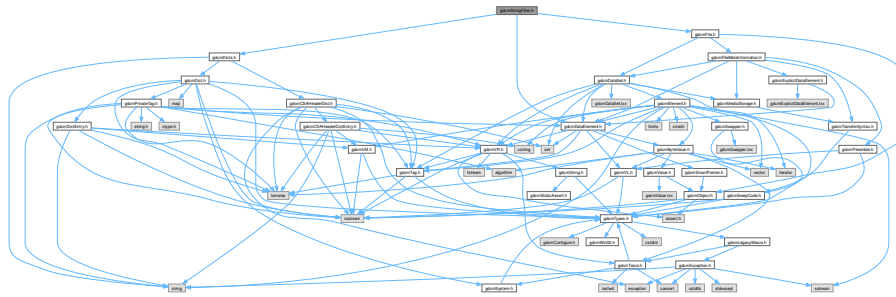 gdcmStringFilter.h
gdcmFile.h
gdcmDicts.h
gdcmFileMetaInformation.h
gdcmDict.h
gdcmDataSet.h
gdcmExplicitDataElement.h
gdcmPrivateTag.h
map
gdcmCSAHeaderDict.h
gdcmDataSet.txx
gdcmElement.h
gdcmMediaStorage.h
gdcmExplicitDataElement.txx
gdcmDictEntry.h
string.h
ctype.h
gdcmCSAHeaderDictEntry.h
gdcmDataElement.h
limits
cmath
gdcmSwapper.h
gdcmTransferSyntax.h
gdcmVM.h
gdcmVR.h
cstring
set
gdcmByteValue.h
gdcmSwapper.txx
gdcmPreamble.h
gdcmTag.h
fstream
algorithm
gdcmString.h
gdcmVL.h
gdcmValue.h
gdcmSmartPointer.h
vector
iterator
iomanip
gdcmStaticAssert.h
gdcmValue.txx
gdcmObject.h
gdcmSwapCode.h
iostream
gdcmTypes.h
assert.h
gdcmConfigure.h
gdcmWin32.h
cstdint
gdcmLegacyMacro.h
gdcmTrace.h
gdcmException.h
string
gdcmSystem.h
iosfwd
exception
cassert
cstdlib
stdexcept
sstream